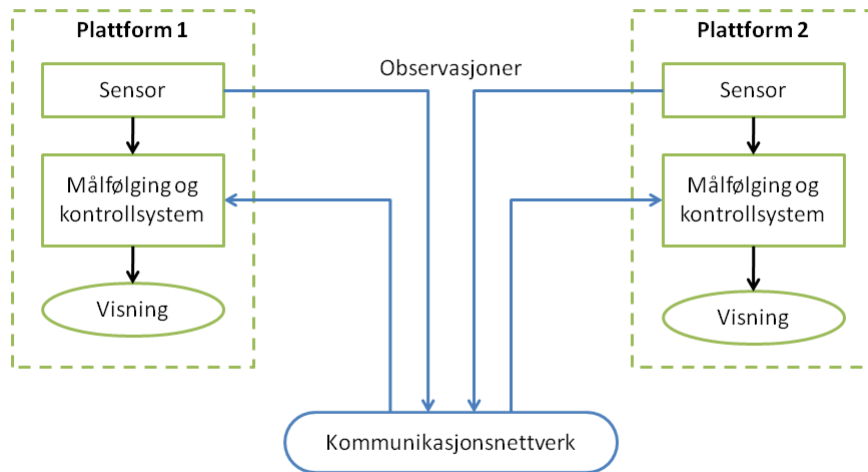 Plattform 1
Sensor
Målfølging og
kontrollsystem
Visning
Observasjoner
Plattform 2
Sensor
Målfølging og
kontrollsystem
Visning
Kommunikasjonsnettverk